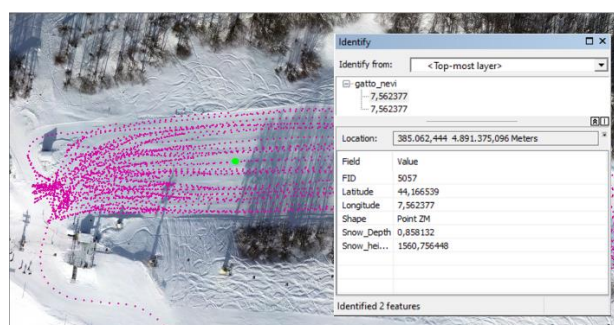 Identify
Identify from: <Top-most layer>
gatto_nevi
7,562377
7,562377
Location: 385.062,444 4.891.375,096 Meters
Field Value
FID 5057
Latitude 44,166539
Longitude 7,562377
Shape Point ZM
Snow_Depth 0,858132
Snow_hei... 1560,756448
Identified 2 features